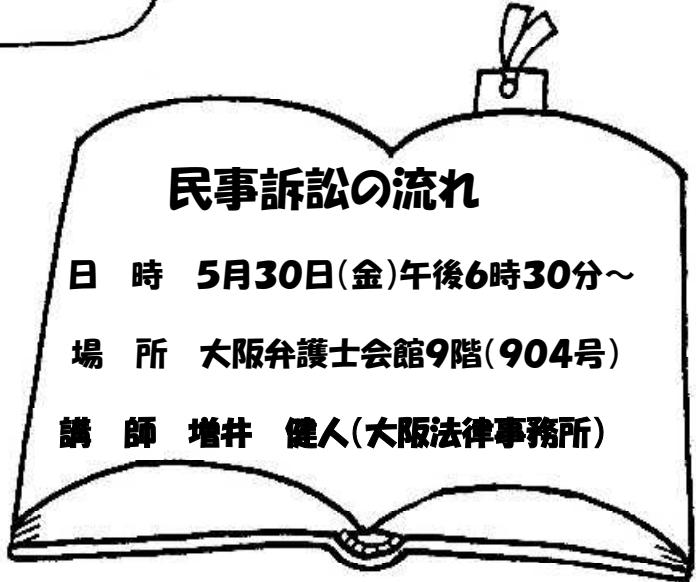 民事訴訟の流れ
日　時　5月30日(金)午後6時30分～
場　所　大阪弁護士会館9階(904号)
講　師　増井　健人(大阪法律事務所)